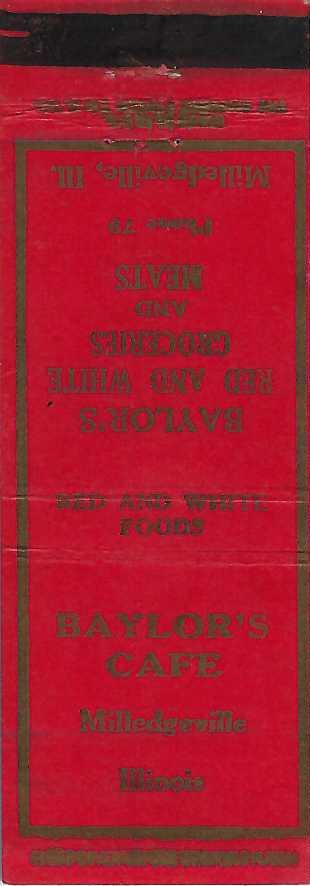 BAYLOR'S
RED AND WHITE
GROCERIES
AND
MEATS
Phone 79
Milledgeville, Ill.
RED AND WHITE
FOODS
BAYLOR'S
CAFE
Milledgeville
Illinois